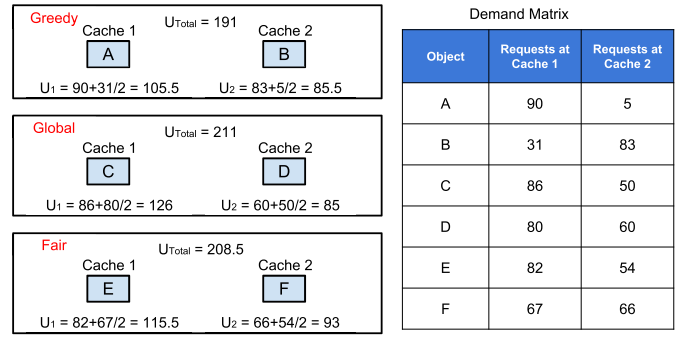 Greedy
U Total = 191
Cache 1
Cache 2
A
B
U1 = 90+31/2 = 105.5
U2 = 83+5/2 = 85.5
Global
U Total = 211
Cache 1
Cache 2
C
D
U1 = 86+80/2 = 126
U2 = 60+50/2 = 85
Fair
U Total = 208.5
Cache 1
Cache 2
E
F
U1 = 82+67/2 = 115.5
U2 = 66+54/2 = 93
Demand Matrix
Object
Requests at
Cache 1
Requests at
Cache 2
A 90 5
B 31 83
C 86 50
D 80 60
E 82 54
F 67 66